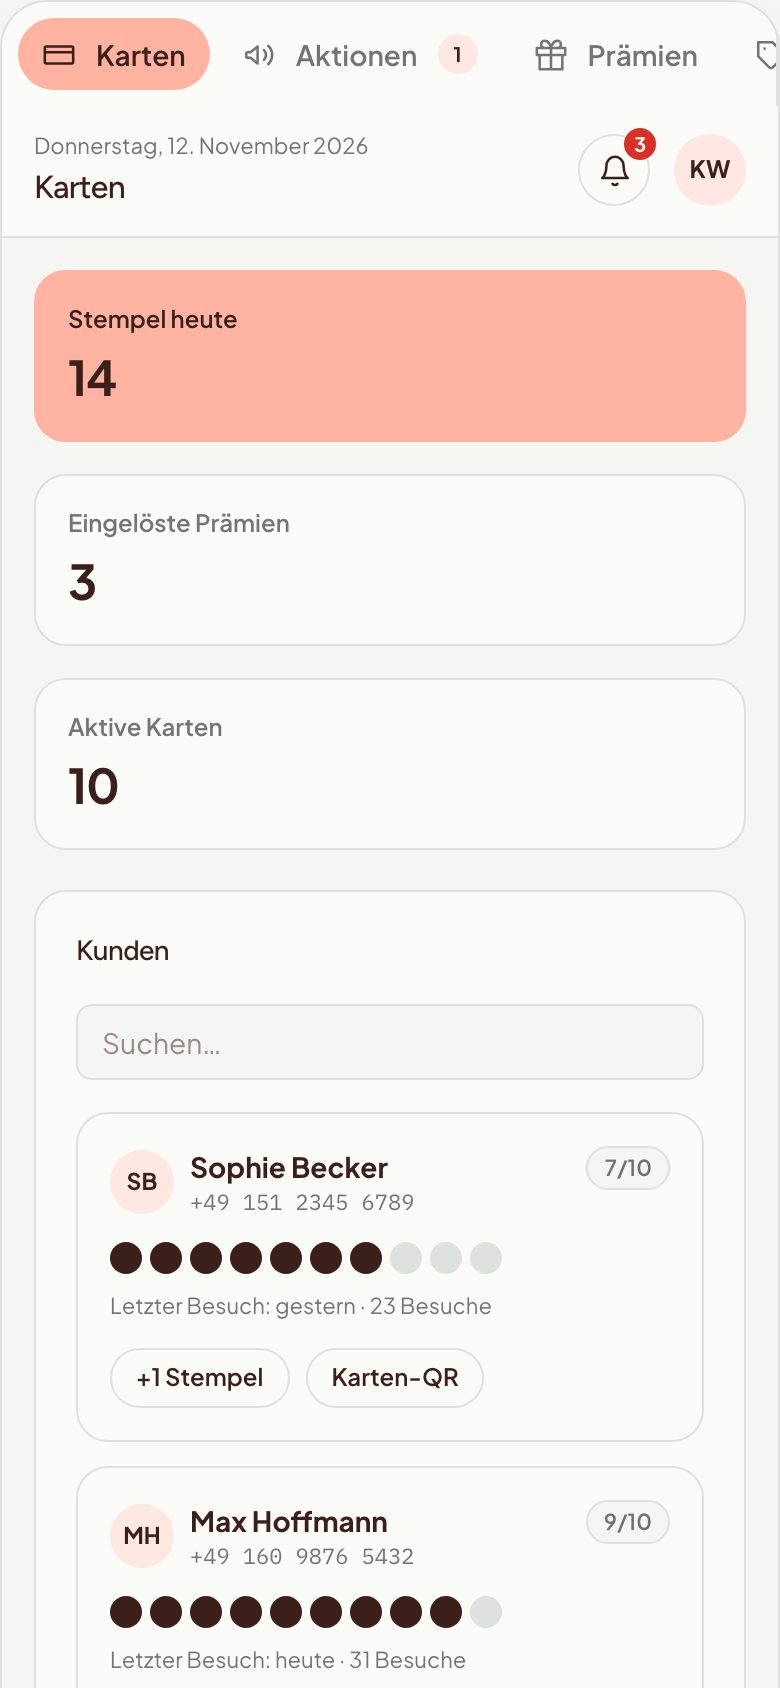 Karten
Aktionen 1
Prämien
Donnerstag, 12. November 2026
Karten
3
KW
Stempel heute
14
Eingelöste Prämien
3
Aktive Karten
10
Kunden
Suchen...
SB
Sophie Becker
7/10
+49 151 2345 6789
Letzter Besuch: gestern · 23 Besuche
+1 Stempel
Karten-QR
MH
Max Hoffmann
9/10
+49 160 9876 5432
Letzter Besuch: heute · 31 Besuche